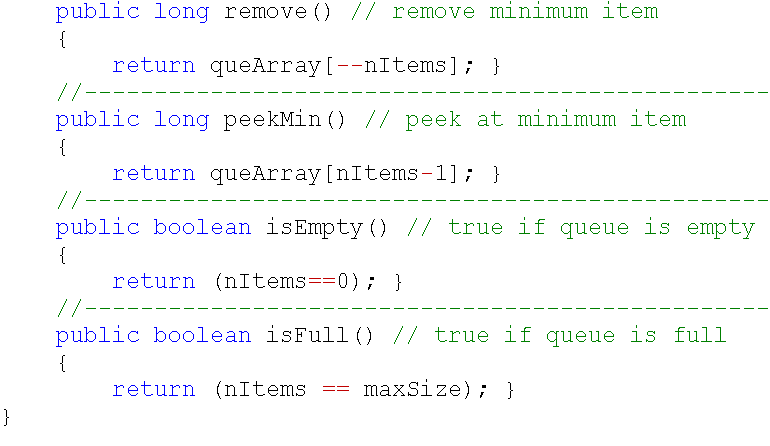 public long remove() // remove minimum item
{
return queArray[--nItems]; }
//-------------------------------------------------
public long peekMin() // peek at minimum item
{
return queArray[nItems-1]; }
//-------------------------------------------------
public boolean isEmpty() // true if queue is empty
{
return (nItems==0); }
//-------------------------------------------------
public boolean isFull() // true if queue is full
{
return (nItems == maxSize); }
}